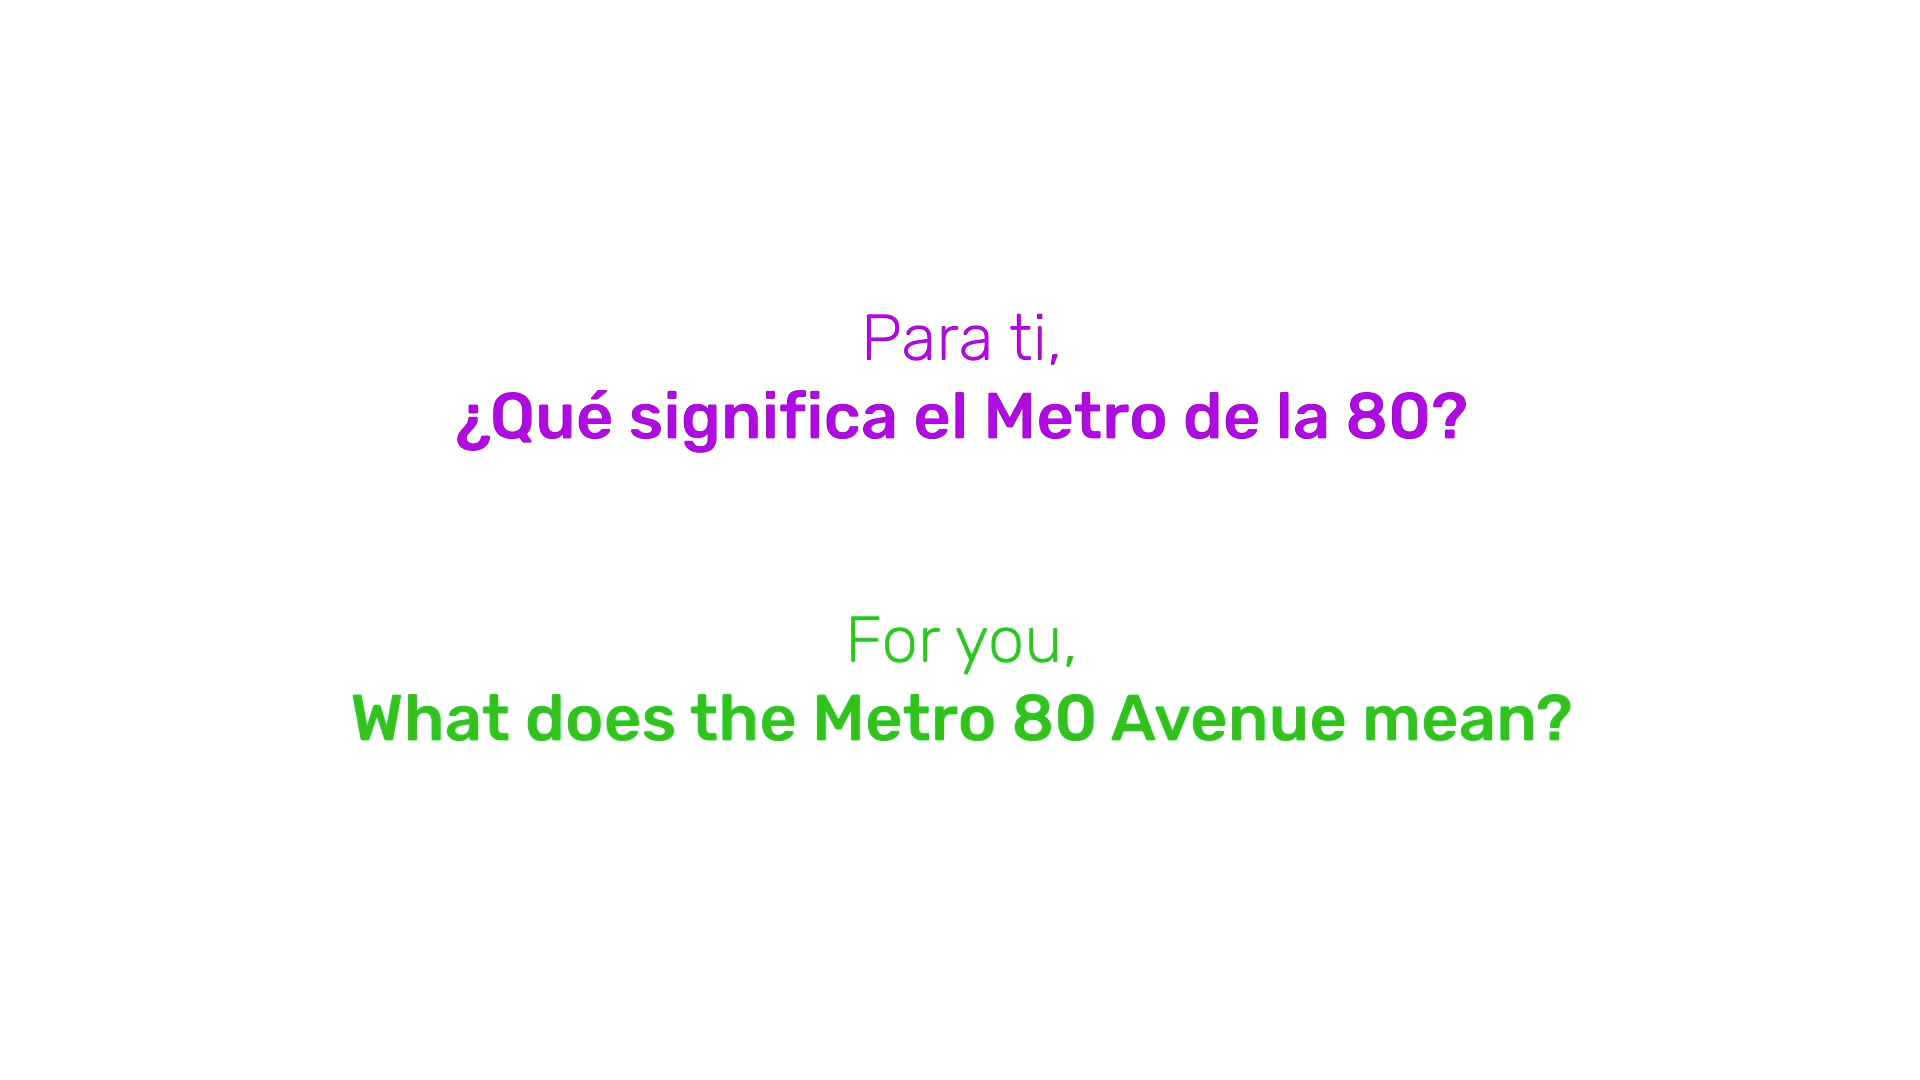 Para ti,
¿Qué significa el Metro de la 80?
For you,
What does the Metro 80 Avenue mean?